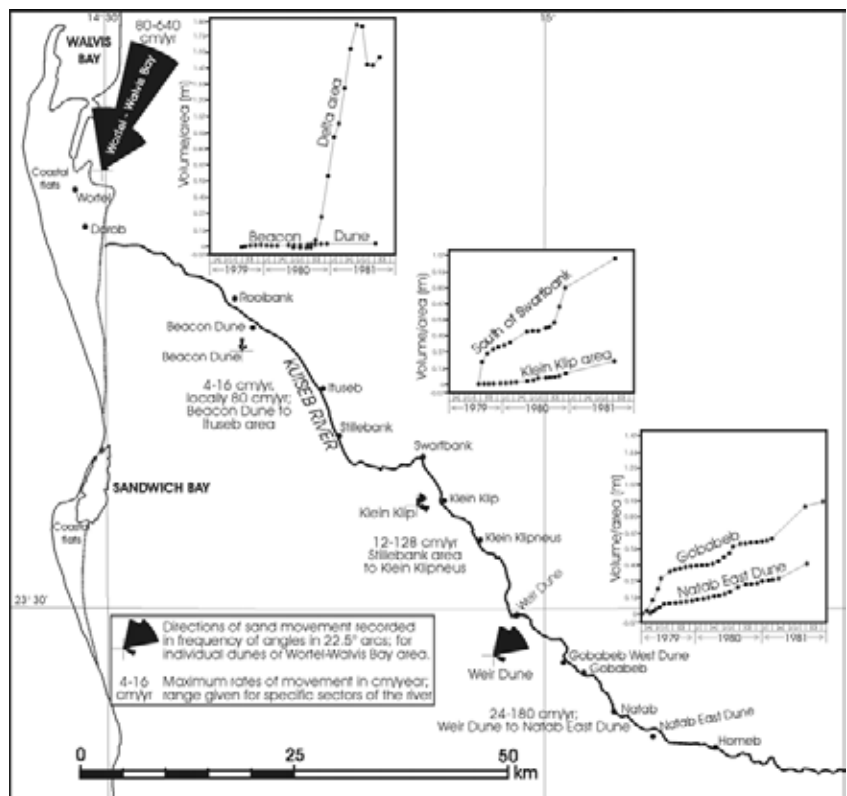 14°30'
15°
80-640
cm/yr
WALVIS
BAY
Wortel - Walvis Bay
Coastal
flats
Wortel
Dorob
Volume/area (m)
Delta area
Beacon Dune
1979
1980
1981
Rooibank
Beacon Dune
Beacon Dune
4-16 cm/yr,
locally 80 cm/yr;
Beacon Dune to
Ituseb area
KUISEB RIVER
Ituseb
Stillebank
Volume/area (m)
South of Swartbank
Klein Klip area
1979
1980
1981
Swartbank
SANDWICH BAY
Klein Klip
Klein Klip
Coastal
flats
12-128 cm/yr
Stillebank area
to Klein Klipneus
Klein Klipneus
Volume/area (m)
Gobabeb
Natab East Dune
1979
1980
1981
23° 30'
Weir Dune
Directions of sand movement recorded
in frequency of angles in 22.5° arcs; for
individual dunes or Wortel-Walvis Bay area.
4-16
cm/yr
Maximum rates of movement in cm/year;
range given for specific sectors of the river
Weir Dune
Gobabeb West Dune
Gobabeb
24-180 cm/yr;
Weir Dune to Natab East Dune
Natab
Natab East Dune
Homeb
0
25
50
km